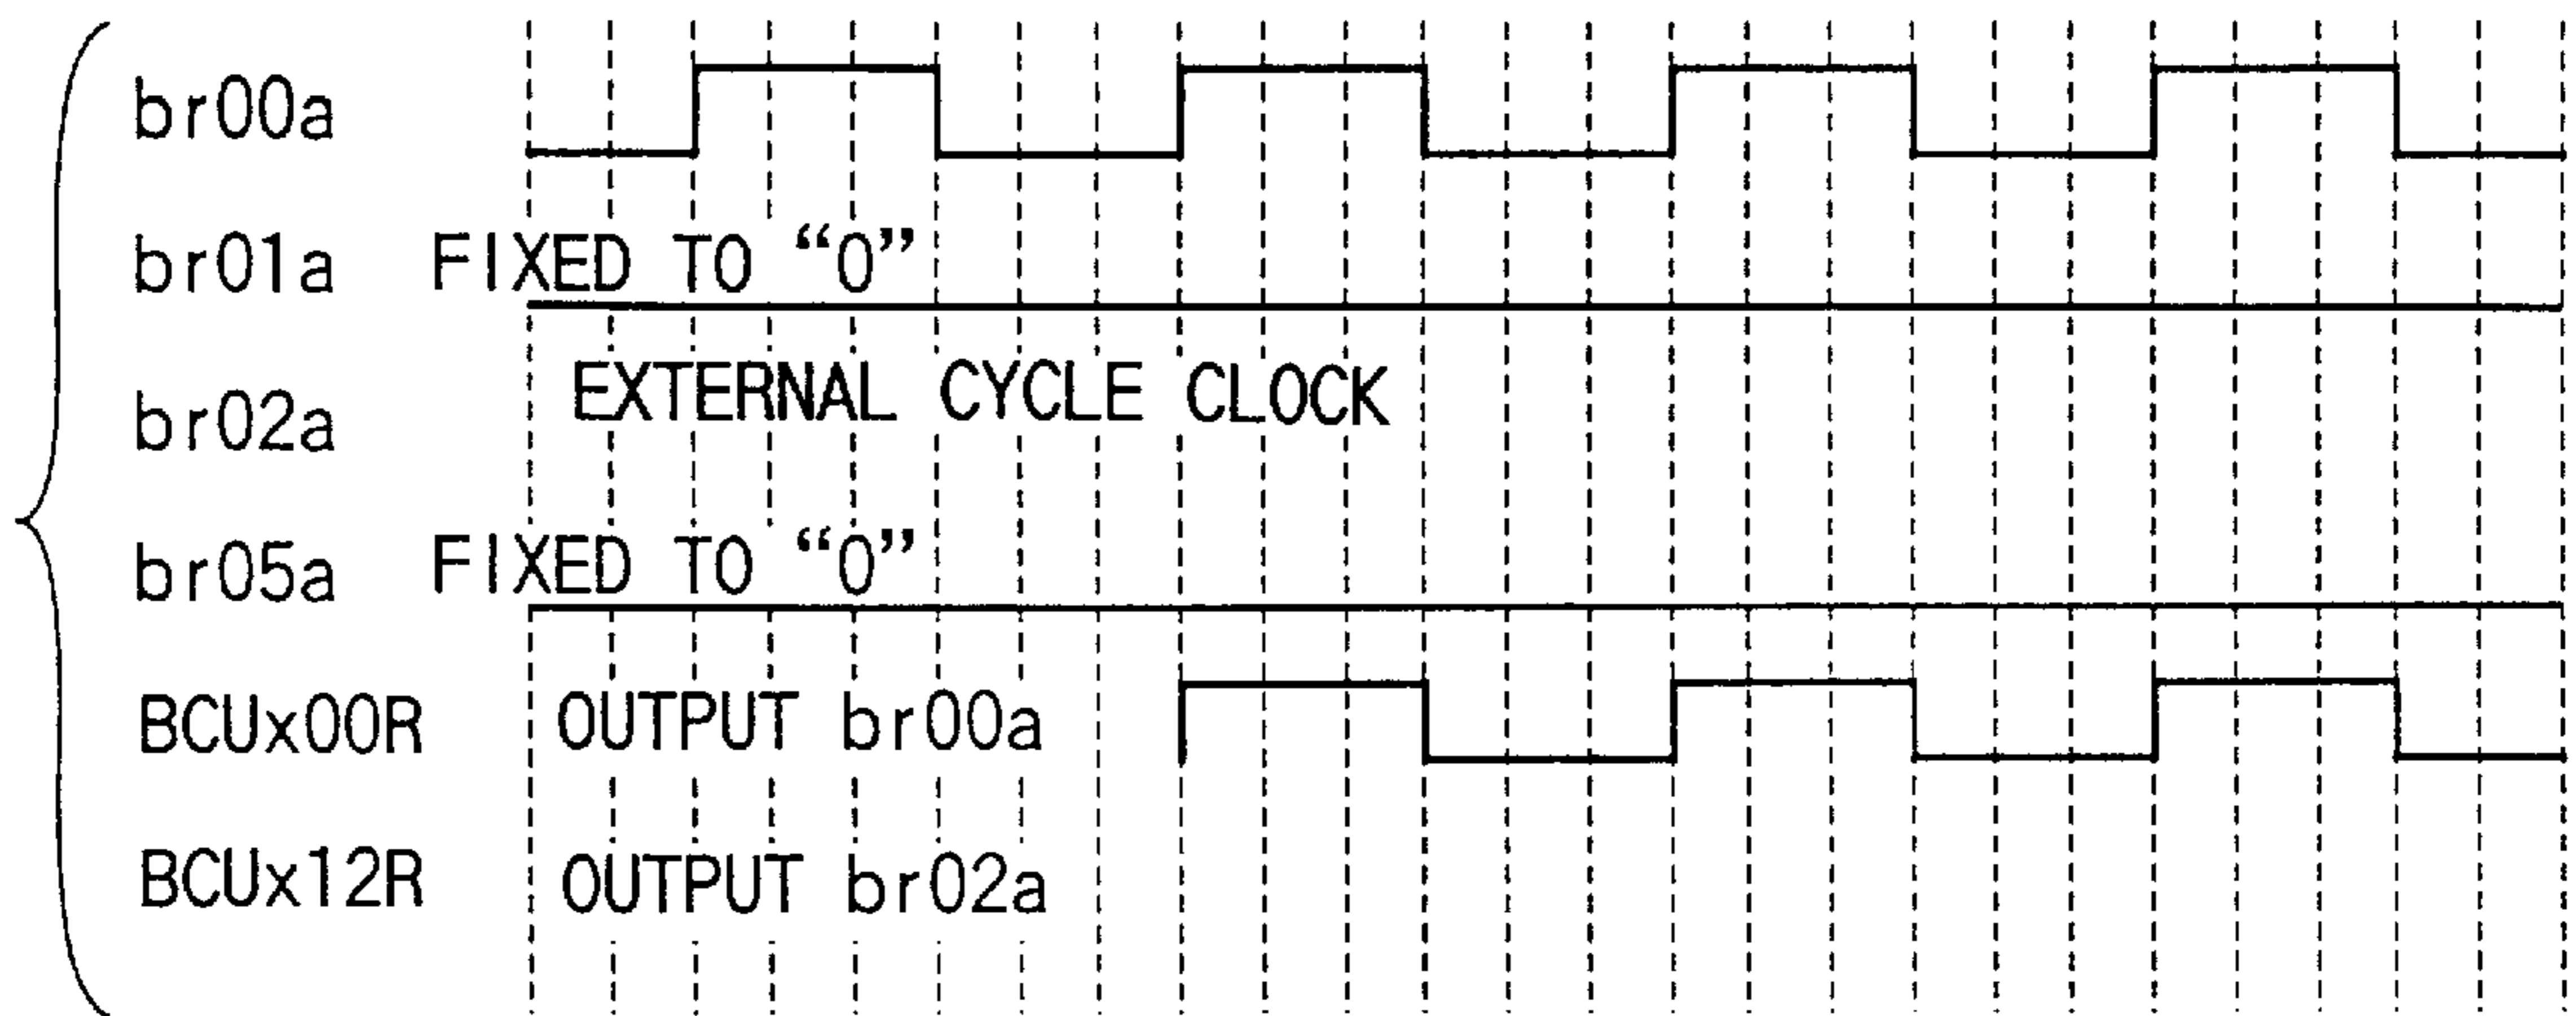 br00a
br01a FIXED TO “0”
br02a EXTERNAL CYCLE CLOCK
br05a FIXED TO “0”
BCUx00R OUTPUT br00a
BCUx12R OUTPUT br02a